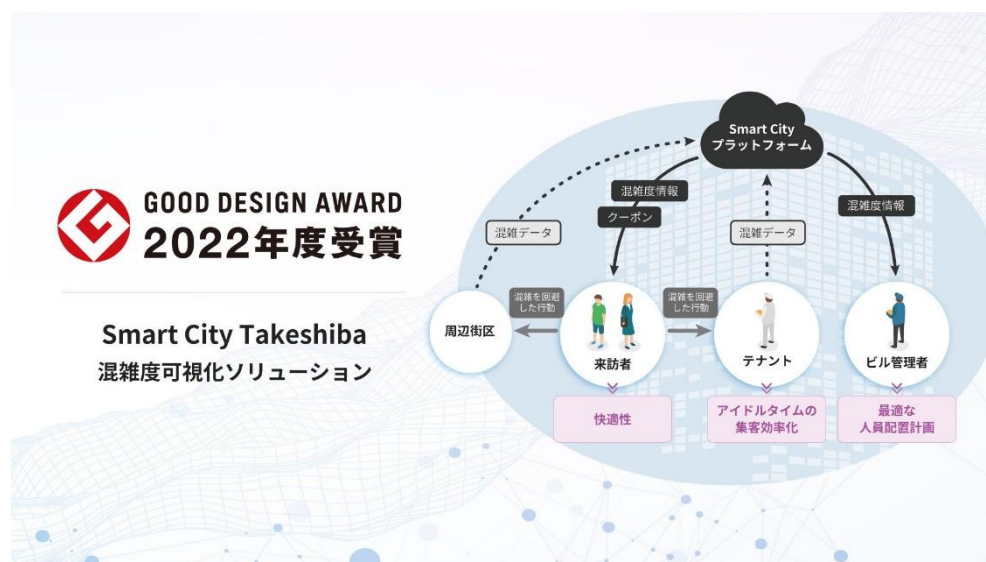 GOOD DESIGN AWARD
2022年度受賞
Smart City Takeshiba
混雑度可視化ソリューション
Smart City
プラットフォーム
混雑度情報
クーポン
混雑度情報
混雑データ
混雑データ
混雑を回避
した行動
混雑を回避
した行動
周辺街区
来訪者
テナント
ビル管理者
快適性
アイドルタイムの
集客効率化
最適な
人員配置計画